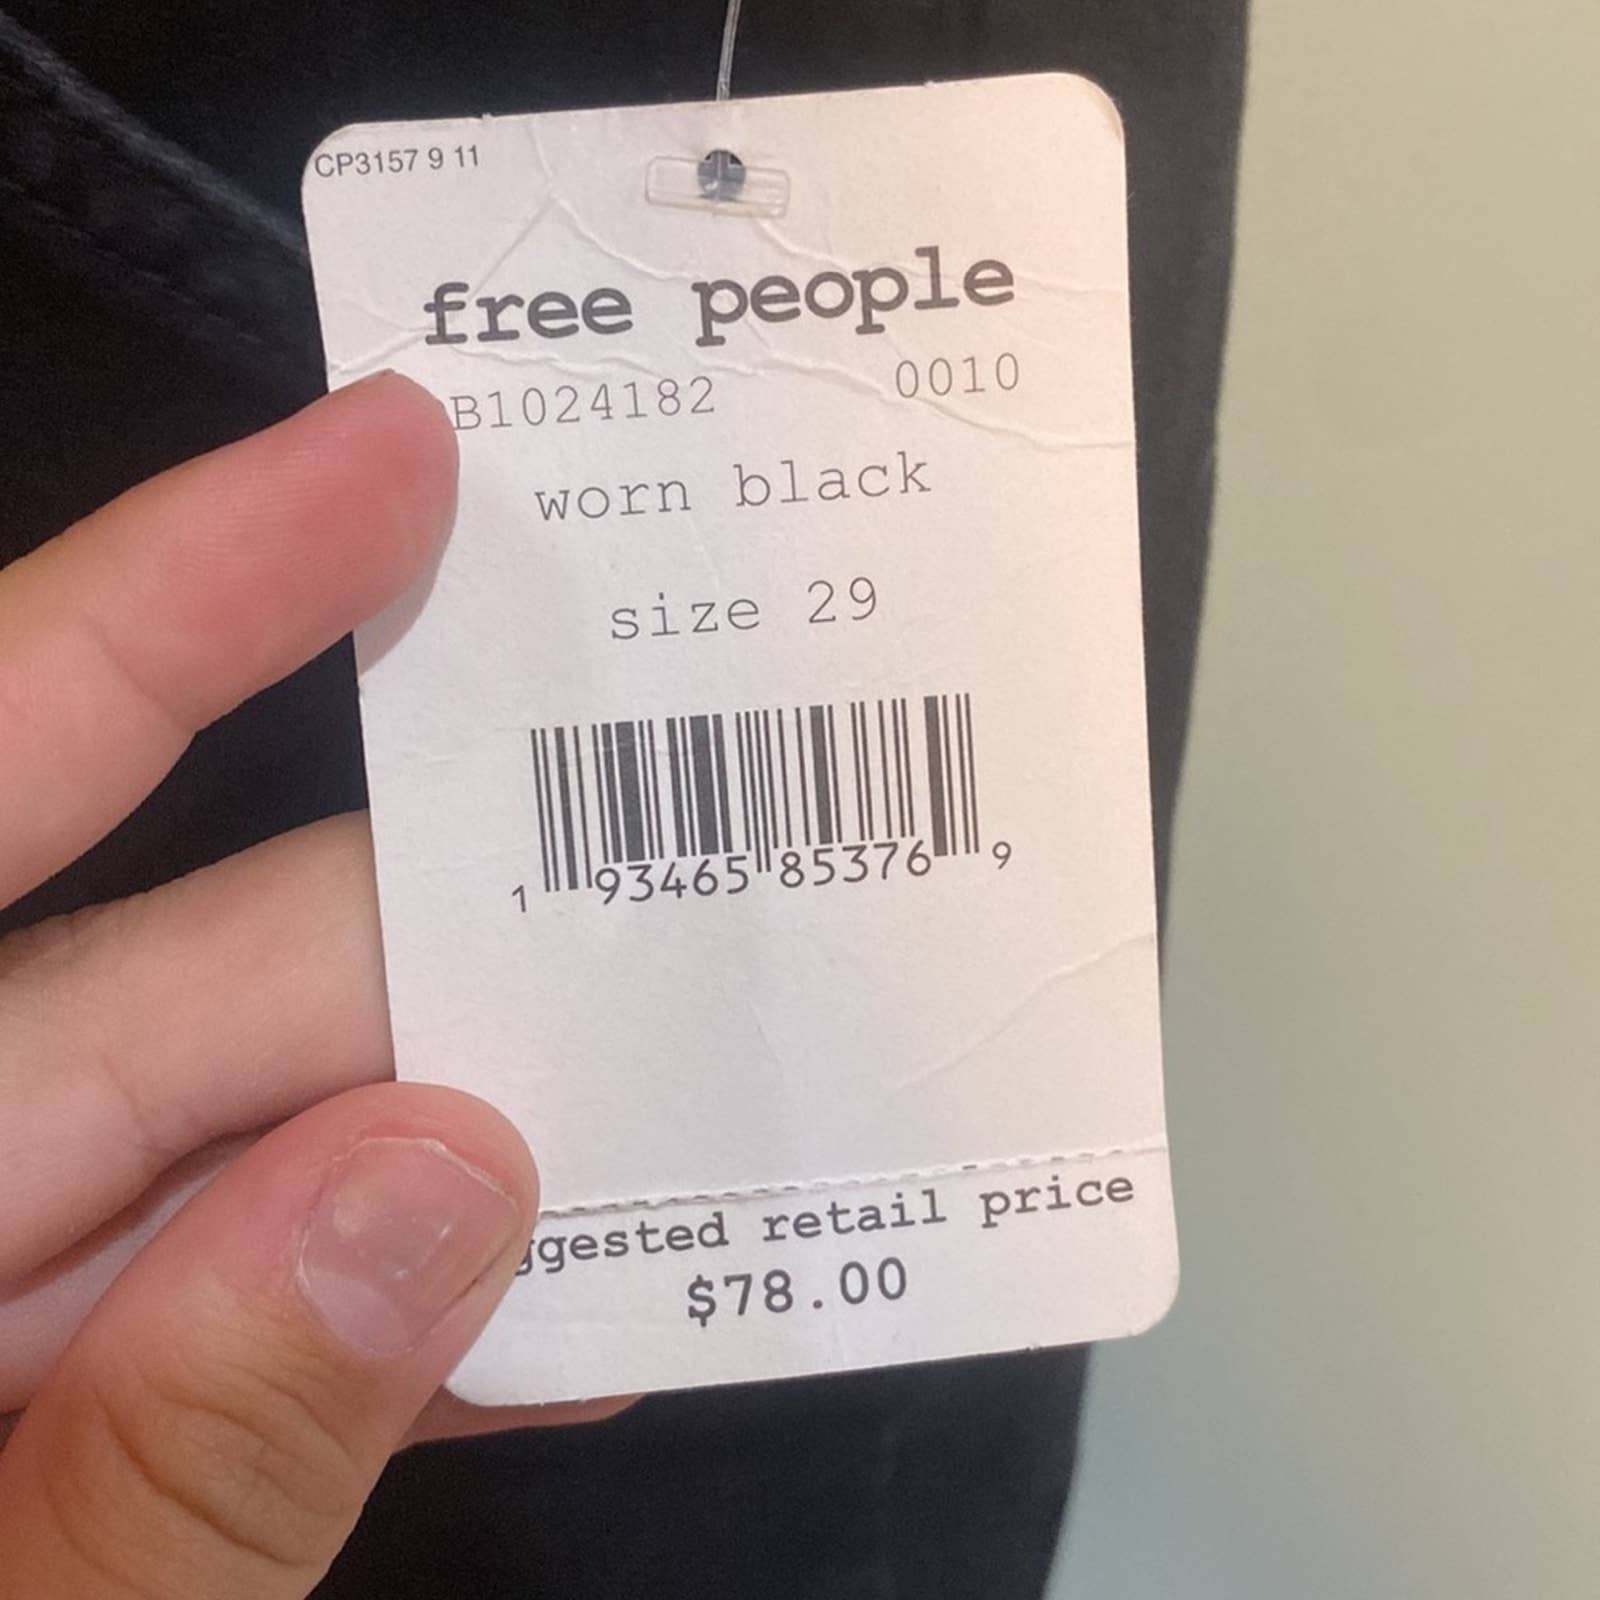 CP3157 9 11
free people
B1024182 0010
worn black
size 29
1 93465 85376 9
retail price
$78.00